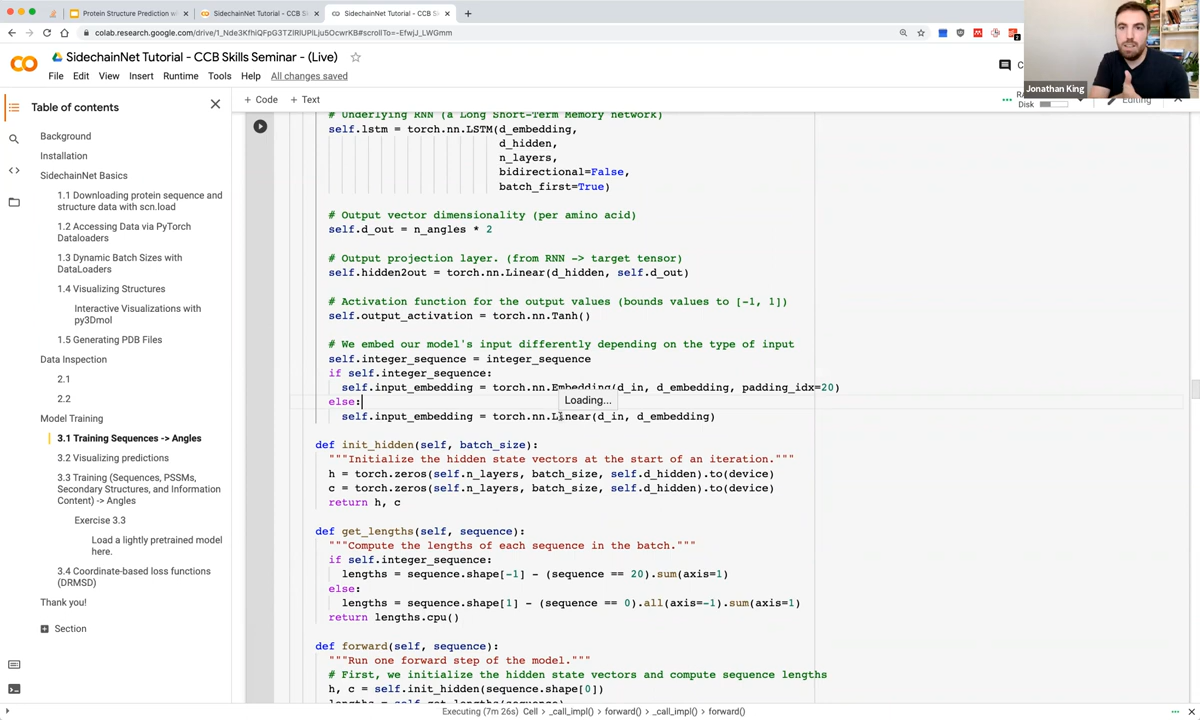 Protein Structure Prediction wi
SidechainNet Tutorial - CCB Sk
SidechainNet Tutorial - CCB Sk
colab.research.google.com/drive/1_Nde3KfhiQFpG3TZlRlUPlLju5OcwrKB#scrollTo=-EfwjJ_LWGmm
SidechainNet Tutorial - CCB Skills Seminar - (Live)
File Edit View Insert Runtime Tools Help All changes saved
Jonathan King
Table of contents
+ Code + Text
Disk
Editing
Background
Installation
SidechainNet Basics
1.1 Downloading protein sequence and
structure data with scn.load
1.2 Accessing Data via PyTorch
Dataloaders
1.3 Dynamic Batch Sizes with
DataLoaders
1.4 Visualizing Structures
Interactive Visualizations with
py3Dmol
1.5 Generating PDB Files
Data Inspection
2.1
2.2
Model Training
3.1 Training Sequences -> Angles
3.2 Visualizing predictions
3.3 Training (Sequences, PSSMs,
Secondary Structures, and Information
Content) -> Angles
Exercise 3.3
Load a lightly pretrained model
here.
3.4 Coordinate-based loss functions
(DRMSD)
Thank you!
Section
# Underlying RNN (a Long Short-Term Memory network)
self.lstm = torch.nn.LSTM(d_embedding,
d_hidden,
n_layers,
bidirectional=False,
batch_first=True)
# Output vector dimensionality (per amino acid)
self.d_out = n_angles * 2
# Output projection layer. (from RNN -> target tensor)
self.hidden2out = torch.nn.Linear(d_hidden, self.d_out)
# Activation function for the output values (bounds values to [-1, 1])
self.output_activation = torch.nn.Tanh()
# We embed our model's input differently depending on the type of input
self.integer_sequence = integer_sequence
if self.integer_sequence:
self.input_embedding = torch.nn.Embedding(d_in, d_embedding, padding_idx=20)
else:
Loading...
self.input_embedding = torch.nn.Linear(d_in, d_embedding)
def init_hidden(self, batch_size):
"""Initialize the hidden state vectors at the start of an iteration."""
h = torch.zeros(self.n_layers, batch_size, self.d_hidden).to(device)
c = torch.zeros(self.n_layers, batch_size, self.d_hidden).to(device)
return h, c
def get_lengths(self, sequence):
"""Compute the lengths of each sequence in the batch."""
if self.integer_sequence:
lengths = sequence.shape[-1] - (sequence == 20).sum(axis=1)
else:
lengths = sequence.shape[1] - (sequence == 0).all(axis=-1).sum(axis=1)
return lengths.cpu()
def forward(self, sequence):
"""Run one forward step of the model."""
# First, we initialize the hidden state vectors and compute sequence lengths
h, c = self.init_hidden(sequence.shape[0])
lengths = self.get_lengths(sequence)
Executing (7m 26s) Cell > _call_impl() > forward() > _call_impl() > forward()